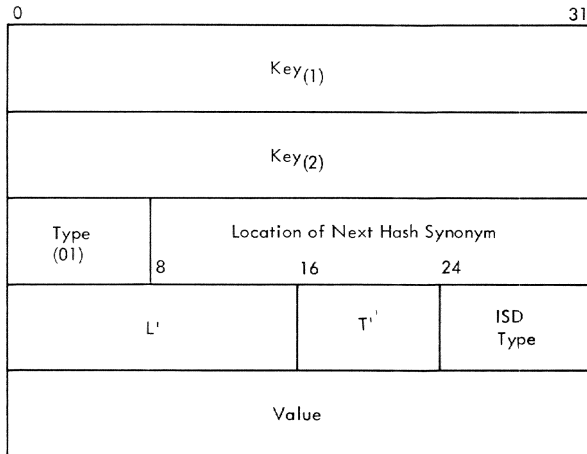 0 31
Key(1)
Key(2)
Type
(01)
Location of Next Hash Synonym
8 16 24
L'
T'
ISD
Type
Value